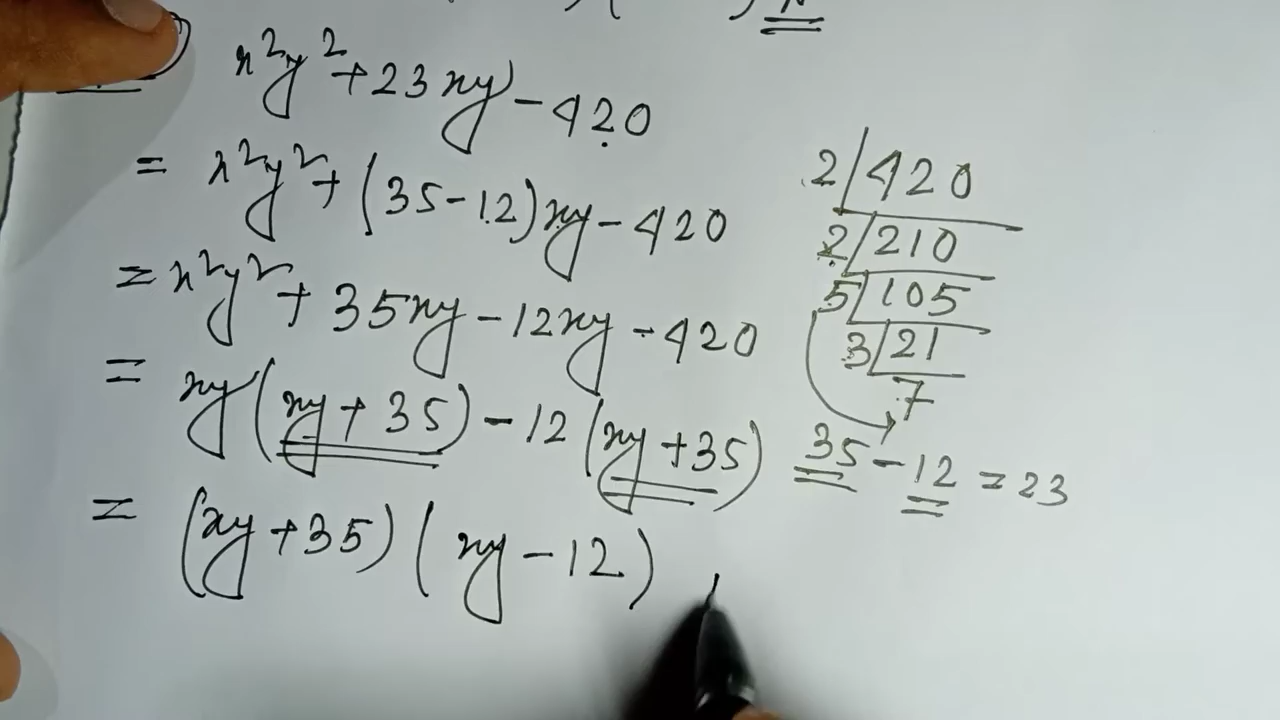 x²y² + 23xy - 420
= x²y² + (35-12)xy - 420
= x²y² + 35xy - 12xy - 420
= xy(xy + 35) - 12(xy + 35)
= (xy + 35)(xy - 12)
2/420
2/210
5/105
3/21
7
35 - 12 = 23